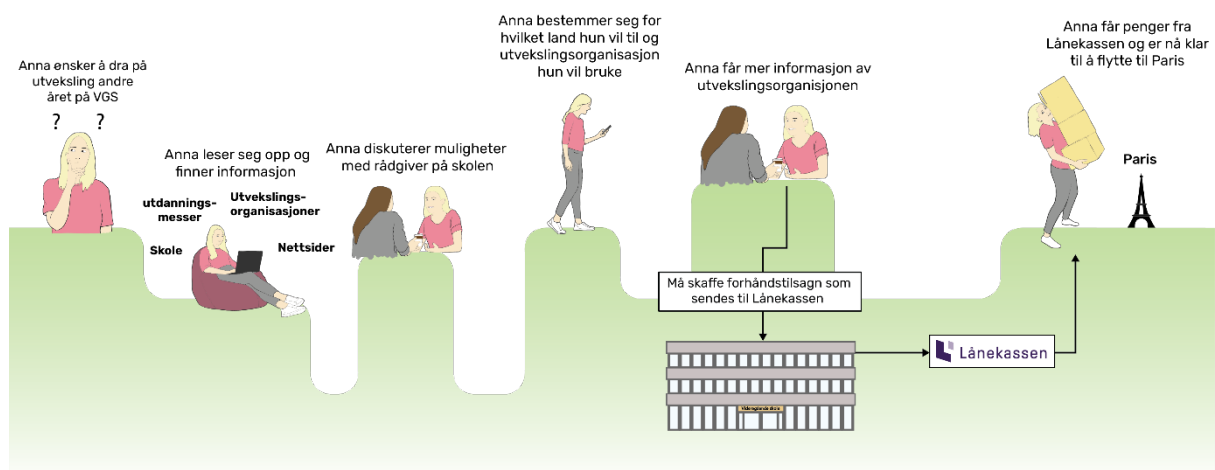 Anna ønsker å dra på
utveksling andre
året på VGS
? ?
Anna leser seg opp og
finner informasjon
utdannings-
messer
Utvekslings-
organisasjoner
Skole
Nettsider
Anna diskuterer muligheter
med rådgiver på skolen
Anna bestemmer seg for
hvilket land hun vil til og
utvekslingsorganisasjon
hun vil bruke
Anna får mer informasjon av
utvekslingsorganisjonen
Må skaffe forhåndstilsagn som
sendes til Lånekassen
Videregående skole
Lånekassen
Anna får penger fra
Lånekassen og er nå klar
til å flytte til Paris
Paris